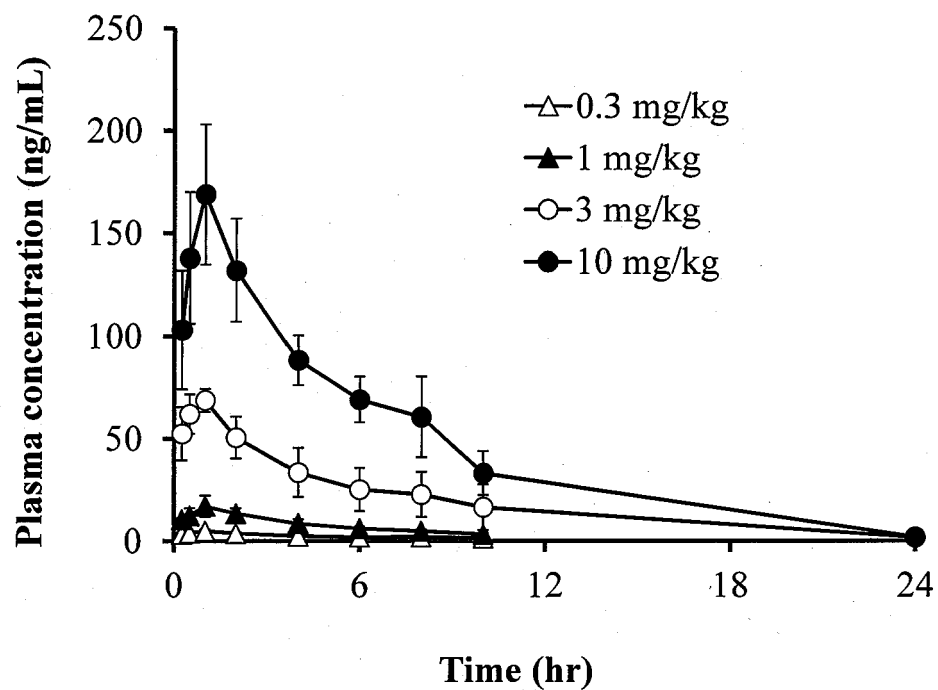 Plasma concentration (ng/mL)
250
200
150
100
50
0
0.3 mg/kg
1 mg/kg
3 mg/kg
10 mg/kg
0 6 12 18 24
Time (hr)